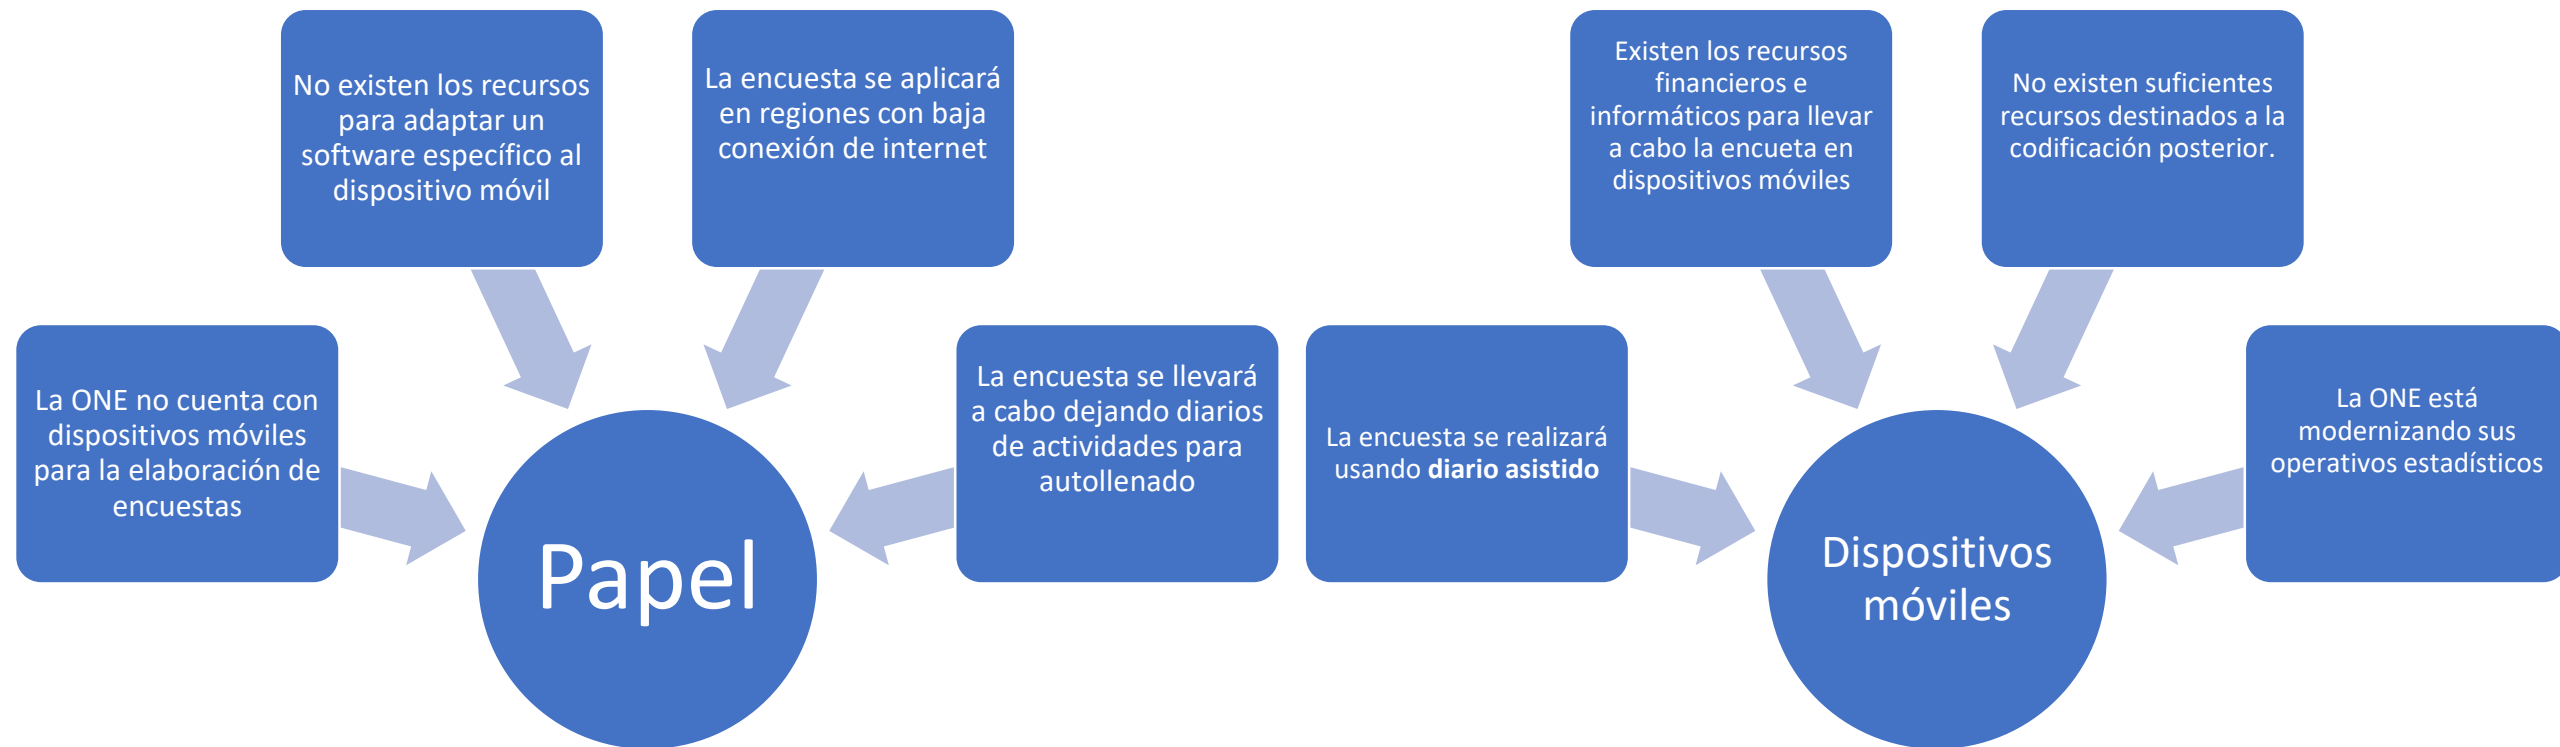 No existen los recursos
para adaptar un
software específico al
dispositivo móvil
La encuesta se aplicará
en regiones con baja
conexión de internet
La ONE no cuenta con
dispositivos móviles
para la elaboración de
encuestas
La encuesta se llevará
a cabo dejando diarios
de actividades para
autollenado
Papel
Existen los recursos
financieros e
informáticos para llevar
a cabo la encueta en
dispositivos móviles
No existen suficientes
recursos destinados a la
codificación posterior.
La encuesta se realizará
usando diario asistido
La ONE está
modernizando sus
operativos estadísticos
Dispositivos
móviles